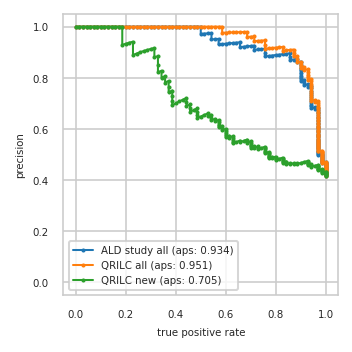 1.0
0.8
0.6
0.4
0.2
0.0
precision
ALD study all (aps: 0.934)
QRILC all (aps: 0.951)
QRILC new (aps: 0.705)
0.0 0.2 0.4 0.6 0.8 1.0
true positive rate